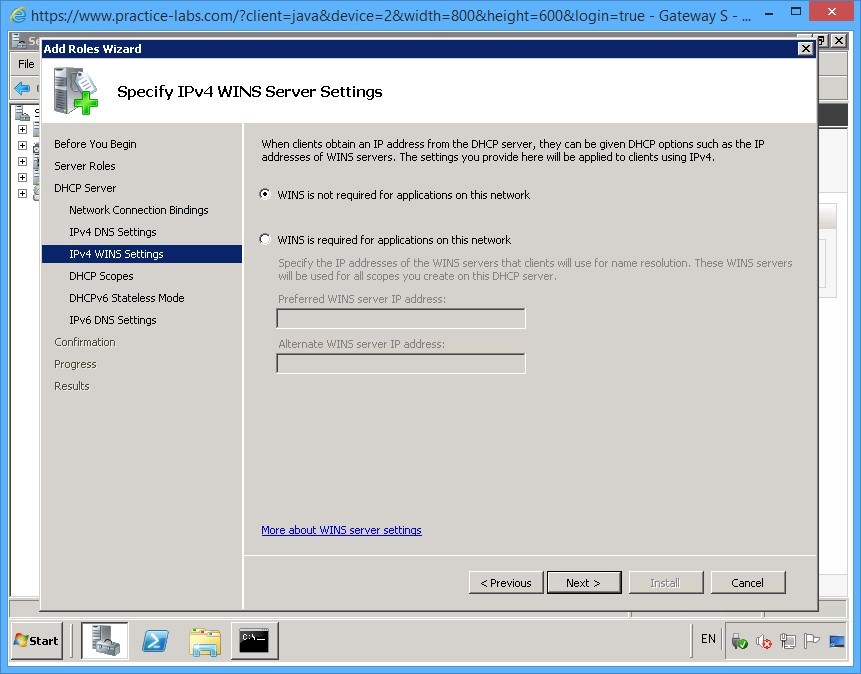 https://www.practice-labs.com/?client=java&device=2&width=800&height=600&login=true - Gateway S - ...
Add Roles Wizard
File
Specify IPv4 WINS Server Settings
Before You Begin
Server Roles
DHCP Server
Network Connection Bindings
IPv4 DNS Settings
IPv4 WINS Settings
DHCP Scopes
DHCPv6 Stateless Mode
IPv6 DNS Settings
Confirmation
Progress
Results
When clients obtain an IP address from the DHCP server, they can be given DHCP options such as the IP
addresses of WINS servers. The settings you provide here will be applied to clients using IPv4.
WINS is not required for applications on this network
WINS is required for applications on this network
Specify the IP addresses of the WINS servers that clients will use for name resolution. These WINS servers
will be used for all scopes you create on this DHCP server.
Preferred WINS server IP address:
Alternate WINS server IP address:
More about WINS server settings
< Previous
Next >
Install
Cancel
Start
C:\_
EN